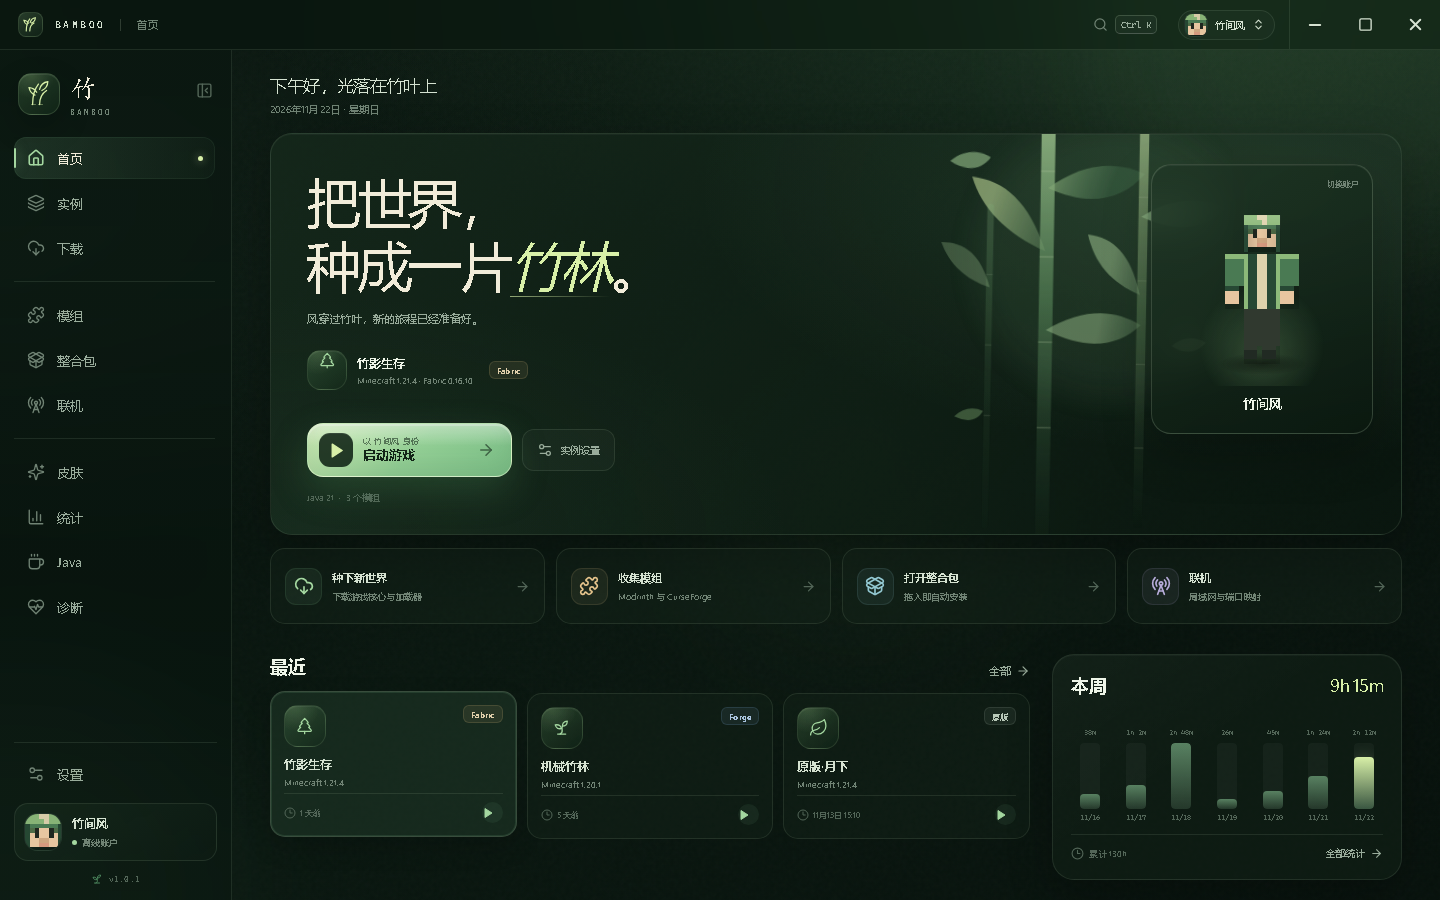 BAMBOO
首页
Ctrl K
竹间风
竹
BAMBOO
首页
实例
下载
模组
整合包
联机
皮肤
统计
Java
诊断
设置
竹间风
离线账户
v1.0.1
下午好，光落在竹叶上
2026年11月22日 · 星期日
把世界，
种成一片竹林。
风穿过竹叶，新的旅程已经准备好。
竹影生存
Minecraft 1.21.4 · Fabric 0.16.10
Fabric
以 竹间风 身份
启动游戏
实例设置
Java 21 · 3 个模组
切换账户
竹间风
种下新世界
下载游戏核心与加载器
收集模组
Modrinth 与 CurseForge
打开整合包
拖入即自动安装
联机
局域网与端口映射
最近
全部
Fabric
竹影生存
Minecraft 1.21.4
1 天前
Forge
机械竹林
Minecraft 1.20.1
5 天前
原版
原版·月下
Minecraft 1.21.4
11月13日 15:10
本周
9h 15m
38m 1h 2m 2h 48m 26m 45m 1h 24m 2h 12m
11/16 11/17 11/18 11/19 11/20 11/21 11/22
累计 130h
全部统计